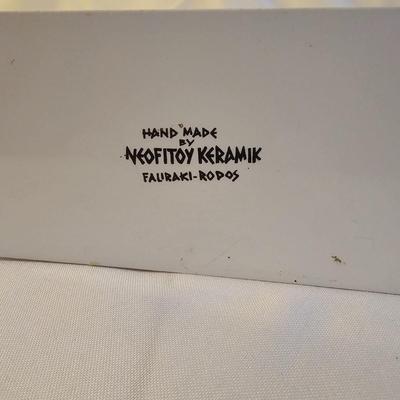 HAND MADE
BY
NEOFITOY KERAMIK
FALIRAKI-RODOS